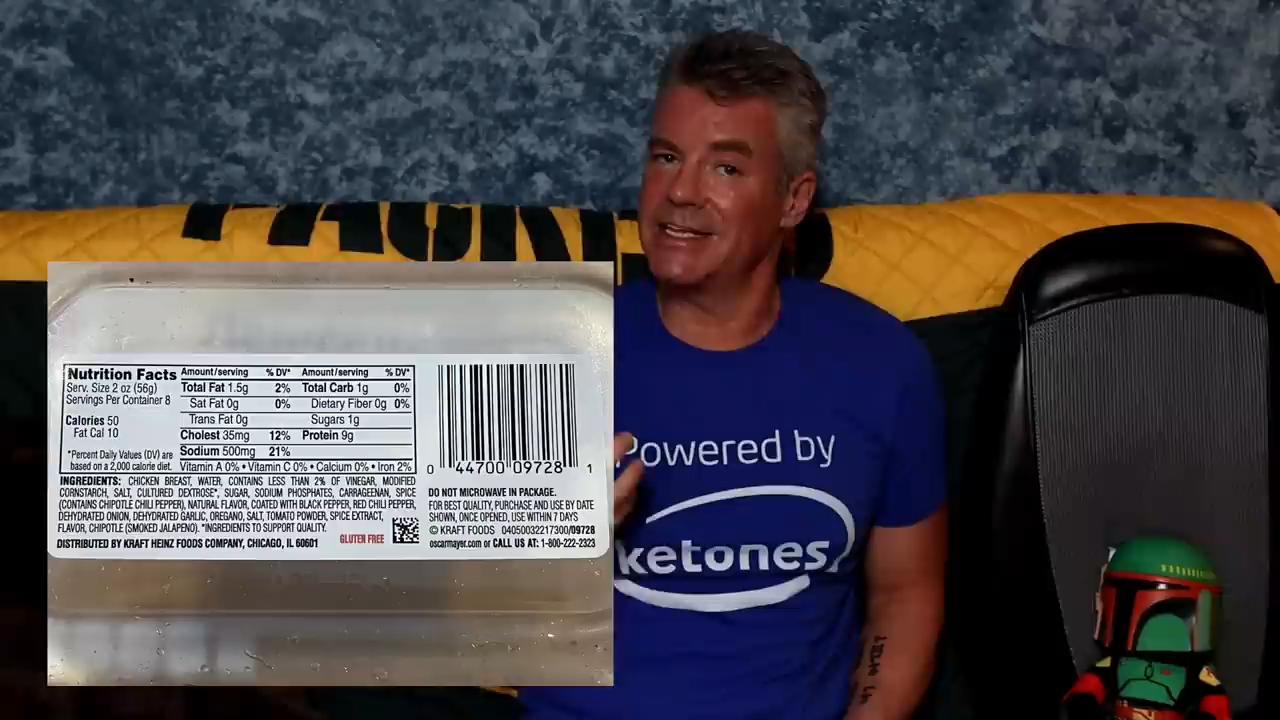 PACKE
Nutrition Facts
Serv. Size 2 oz (56g)
Servings Per Container 8
Calories 50
Fat Cal 10
*Percent Daily Values (DV) are
based on a 2,000 calorie diet.
Amount/serving % DV* Amount/serving % DV*
Total Fat 1.5g 2% Total Carb 1g 0%
Sat Fat 0g 0% Dietary Fiber 0g 0%
Trans Fat 0g Sugars 1g
Cholest 35mg 12% Protein 9g
Sodium 500mg 21%
Vitamin A 0% • Vitamin C 0% • Calcium 0% • Iron 2%
INGREDIENTS: CHICKEN BREAST, WATER, CONTAINS LESS THAN 2% OF VINEGAR, MODIFIED
CORNSTARCH, SALT, CULTURED DEXTROSE*, SUGAR, SODIUM PHOSPHATES, CARRAGEENAN, SPICE
(CONTAINS CHIPOTLE CHILI PEPPER), NATURAL FLAVOR, COATED WITH BLACK PEPPER, RED CHILI PEPPER,
DEHYDRATED ONION, DEHYDRATED GARLIC, OREGANO, SALT, TOMATO POWDER, SPICE EXTRACT,
FLAVOR, CHIPOTLE (SMOKED JALAPENO). *INGREDIENTS TO SUPPORT QUALITY.
DISTRIBUTED BY KRAFT HEINZ FOODS COMPANY, CHICAGO, IL 60601
GLUTEN FREE
0 44700 09728 1
DO NOT MICROWAVE IN PACKAGE.
FOR BEST QUALITY, PURCHASE AND USE BY DATE
SHOWN, ONCE OPENED, USE WITHIN 7 DAYS
© KRAFT FOODS 04050032217300/09728
oscarmayer.com or CALL US AT: 1-800-222-2323
Powered by
ketones